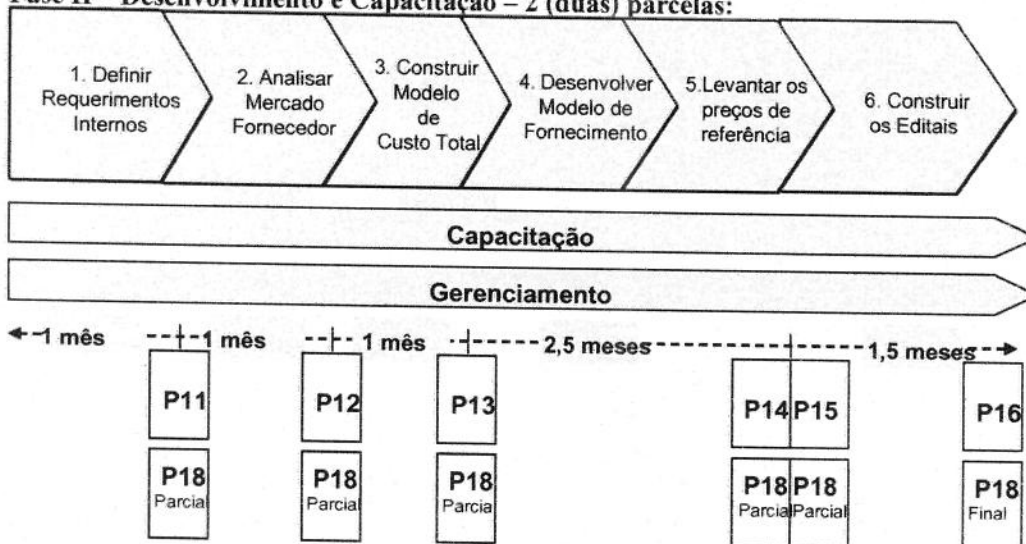 Fase II – Desenvolvimento e Capacitação – 2 (duas) parcelas:
1. Definir
Requerimentos
Internos
2. Analisar
Mercado
Fornecedor
3. Construir
Modelo
de
Custo Total
4. Desenvolver
Modelo de
Fornecimento
5.Levantar os
preços de
referência
6. Construir
os Editais
Capacitação
Gerenciamento
1 mês 1 mês 1 mês 2,5 meses 1,5 meses
P11 P12 P13 P14 P15 P16
P18 P18 P18 P18 P18 P18
Parcial Parcial Parcia Parcial Parcial Final